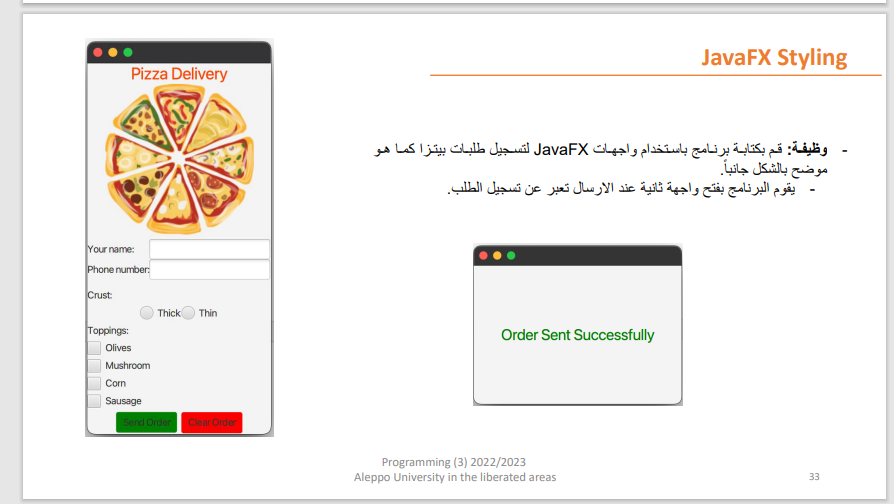 JavaFX Styling
- وظيفة: قم بكتابة برنامج باستخدام واجهات JavaFX لتسجيل طلبات بيتزا كما هو
موضح بالشكل جانباً.
- يقوم البرنامج بفتح واجهة ثانية عند الارسال تعبر عن تسجيل الطلب.
Pizza Delivery
Your name:
Phone number:
Crust:
Thick Thin
Toppings:
Olives
Mushroom
Corn
Sausage
Send Order Clear Order
Order Sent Successfully
Programming (3) 2022/2023
Aleppo University in the liberated areas
33